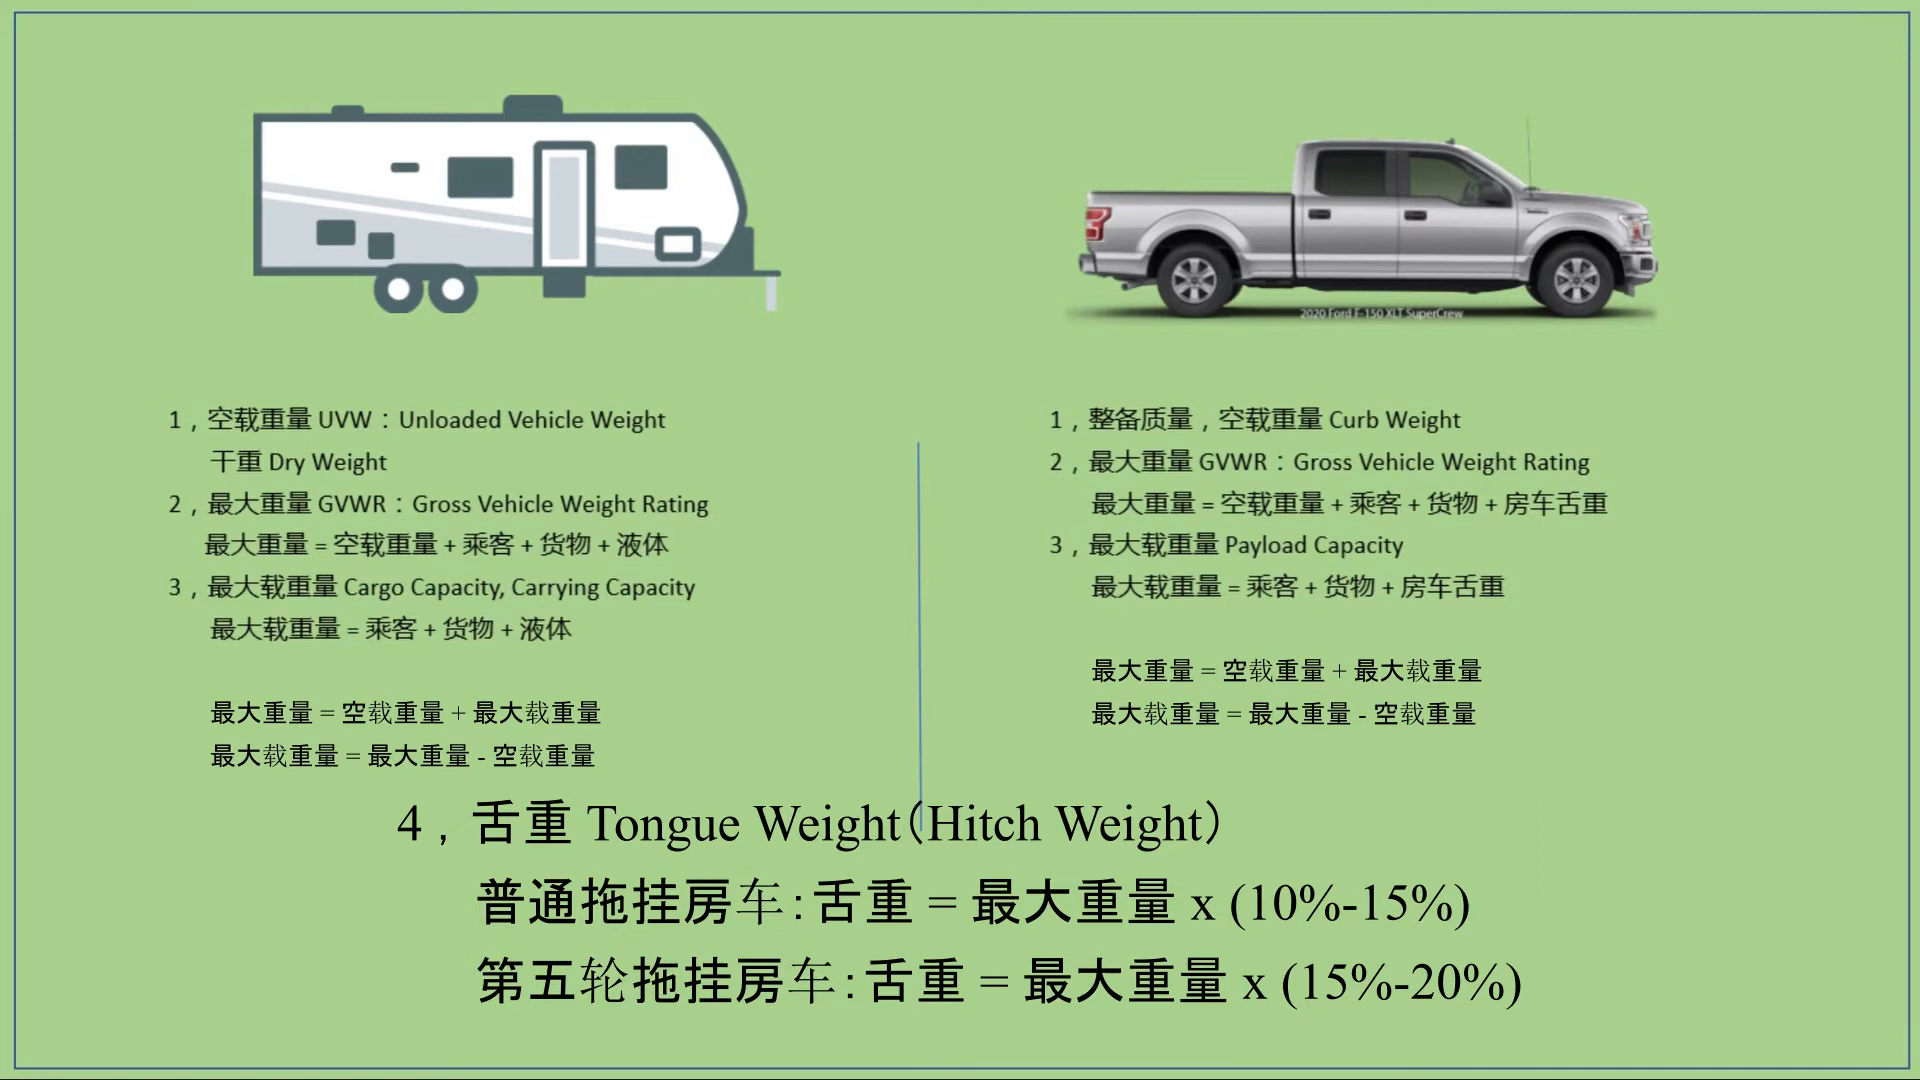 2020 Ford F-150 XLT SuperCrew
1，空载重量 UVW：Unloaded Vehicle Weight
干重 Dry Weight
2，最大重量 GVWR：Gross Vehicle Weight Rating
最大重量 = 空载重量 + 乘客 + 货物 + 液体
3，最大载重量 Cargo Capacity, Carrying Capacity
最大载重量 = 乘客 + 货物 + 液体
最大重量 = 空载重量 + 最大载重量
最大载重量 = 最大重量 - 空载重量
1，整备质量，空载重量 Curb Weight
2，最大重量 GVWR：Gross Vehicle Weight Rating
最大重量 = 空载重量 + 乘客 + 货物 + 房车舌重
3，最大载重量 Payload Capacity
最大载重量 = 乘客 + 货物 + 房车舌重
最大重量 = 空载重量 + 最大载重量
最大载重量 = 最大重量 - 空载重量
4，舌重 Tongue Weight（Hitch Weight）
普通拖挂房车：舌重 = 最大重量 x (10%-15%)
第五轮拖挂房车：舌重 = 最大重量 x (15%-20%)